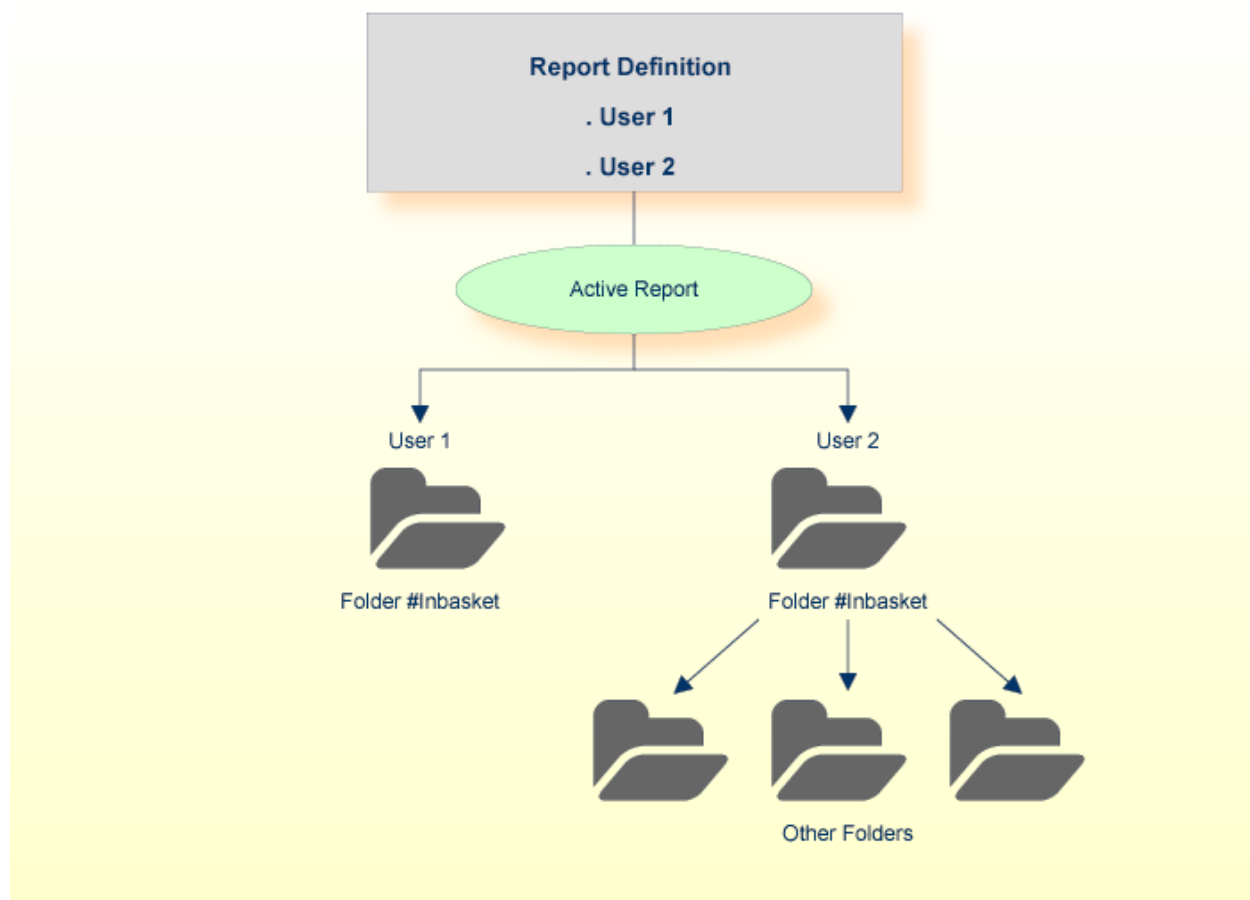 Report Definition
. User 1
. User 2
Active Report
User 1
User 2
Folder #Inbasket
Folder #Inbasket
Other Folders